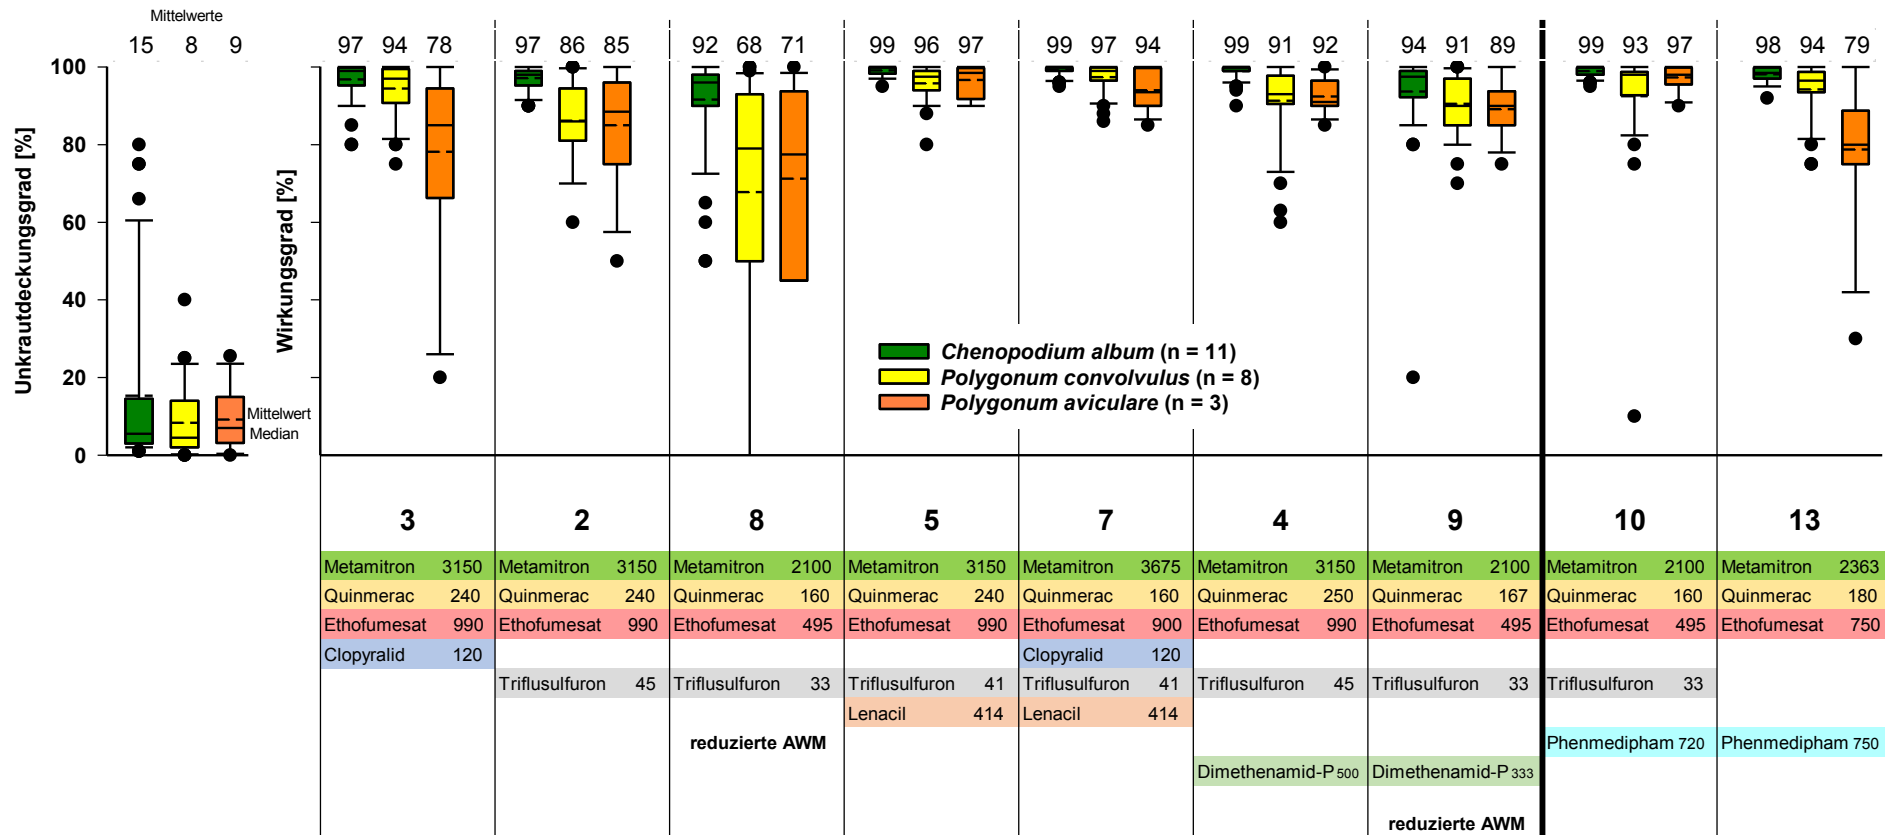 Mittelwerte
15 8 9
97 94 78 97 86 85 92 68 71 99 96 97 99 97 94 99 91 92 94 91 89 99 93 97 98 94 79
Unkrautdeckungsgrad [%]
100
80
60
40
20
0
Wirkungsgrad [%]
Mittelwert
Median
Chenopodium album (n = 11)
Polygonum convolvulus (n = 8)
Polygonum aviculare (n = 3)
3 2 8 5 7 4 9 10 13
Metamitron 3150 Metamitron 3150 Metamitron 2100 Metamitron 3150 Metamitron 3675 Metamitron 3150 Metamitron 2100 Metamitron 2100 Metamitron 2363
Quinmerac 240 Quinmerac 240 Quinmerac 160 Quinmerac 240 Quinmerac 160 Quinmerac 250 Quinmerac 167 Quinmerac 160 Quinmerac 180
Ethofumesat 990 Ethofumesat 990 Ethofumesat 495 Ethofumesat 990 Ethofumesat 900 Ethofumesat 990 Ethofumesat 495 Ethofumesat 495 Ethofumesat 750
Clopyralid 120 Clopyralid 120
Triflusulfuron 45 Triflusulfuron 33 Triflusulfuron 41 Triflusulfuron 41 Triflusulfuron 45 Triflusulfuron 33 Triflusulfuron 33
Lenacil 414 Lenacil 414
reduzierte AWM Phenmedipham 720 Phenmedipham 750
Dimethenamid-P 500 Dimethenamid-P 333
reduzierte AWM